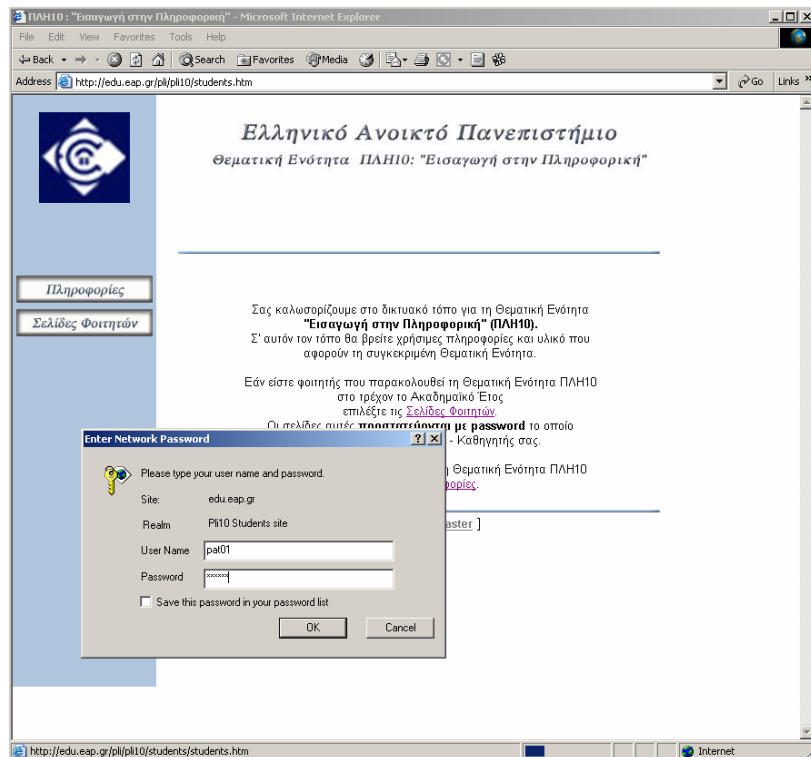 ΠΛΗ10 : "Εισαγωγή στην Πληροφορική" - Microsoft Internet Explorer
File Edit View Favorites Tools Help
Back Search Favorites Media
Address http://edu.eap.gr/pli/pli10/students.htm Go Links »
Ελληνικό Ανοικτό Πανεπιστήμιο
Θεματική Ενότητα ΠΛΗ10: "Εισαγωγή στην Πληροφορική"
Πληροφορίες
Σελίδες Φοιτητών
Σας καλωσορίζουμε στο δικτυακό τόπο για τη Θεματική Ενότητα
"Εισαγωγή στην Πληροφορική" (ΠΛΗ10).
Σ' αυτόν τον τόπο θα βρείτε χρήσιμες πληροφορίες και υλικό που
αφορούν τη συγκεκριμένη Θεματική Ενότητα.
Εάν είστε φοιτητής που παρακολουθεί τη Θεματική Ενότητα ΠΛΗ10
στο τρέχον το Ακαδημαϊκό Έτος
επιλέξτε τις Σελίδες Φοιτητών.
Οι σελίδες αυτές προστατεύονται με password το οποίο
- Καθηγητής σας.
η Θεματική Ενότητα ΠΛΗ10
ορίες.
aster ]
Enter Network Password
Please type your user name and password.
Site: edu.eap.gr
Realm Pli10 Students site
User Name pat01
Password xxxxxx
Save this password in your password list
OK Cancel
http://edu.eap.gr/pli/pli10/students/students.htm Internet